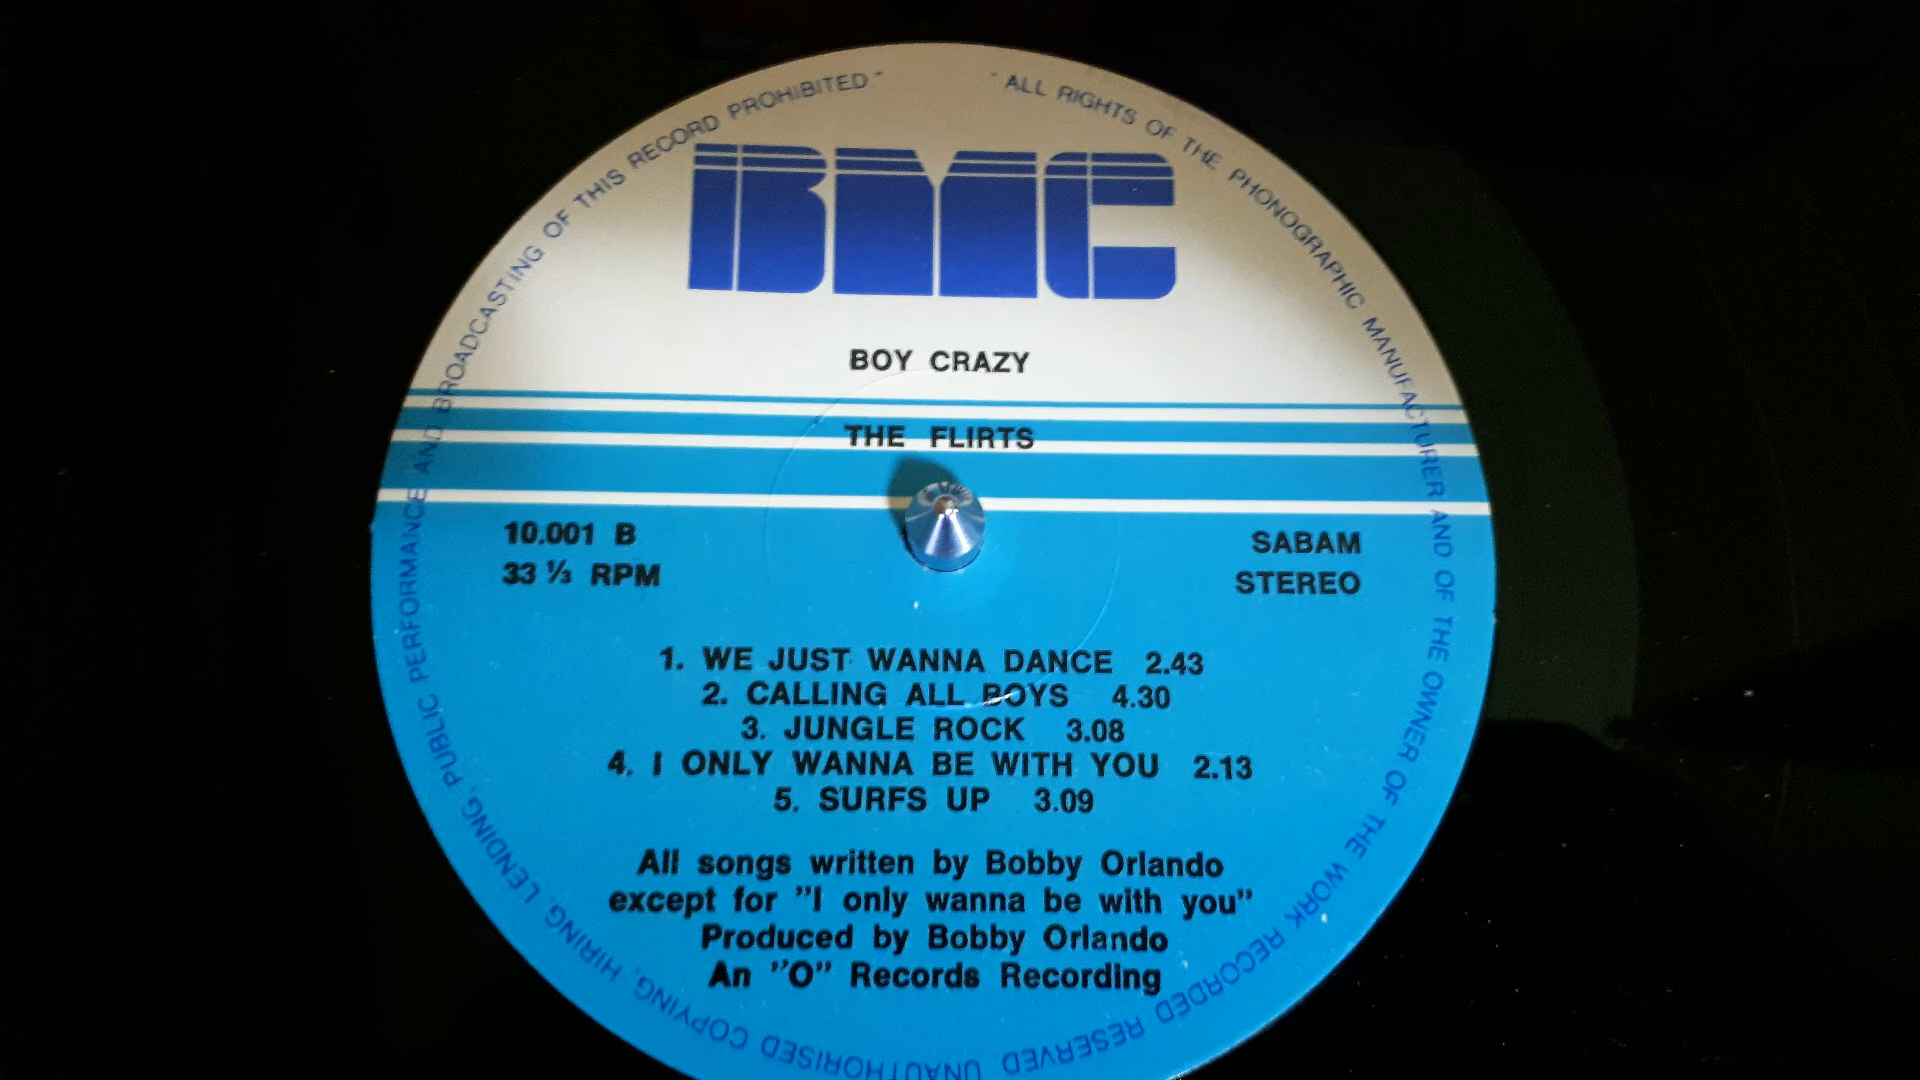 BMC
BOY CRAZY
THE FLIRTS
10.001 B
33 ⅓ RPM
SABAM
STEREO
1. WE JUST WANNA DANCE 2.43
2. CALLING ALL BOYS 4.30
3. JUNGLE ROCK 3.08
4. I ONLY WANNA BE WITH YOU 2.13
5. SURFS UP 3.09
All songs written by Bobby Orlando
except for "I only wanna be with you"
Produced by Bobby Orlando
An "O" Records Recording
- ALL RIGHTS OF THE PHONOGRAPHIC MANUFACTURER AND OF THE OWNER OF THE WORK RECORDED RESERVED UNAUTHORISED COPYING, HIRING, LENDING, PUBLIC PERFORMANCE AND BROADCASTING OF THIS RECORD PROHIBITED -